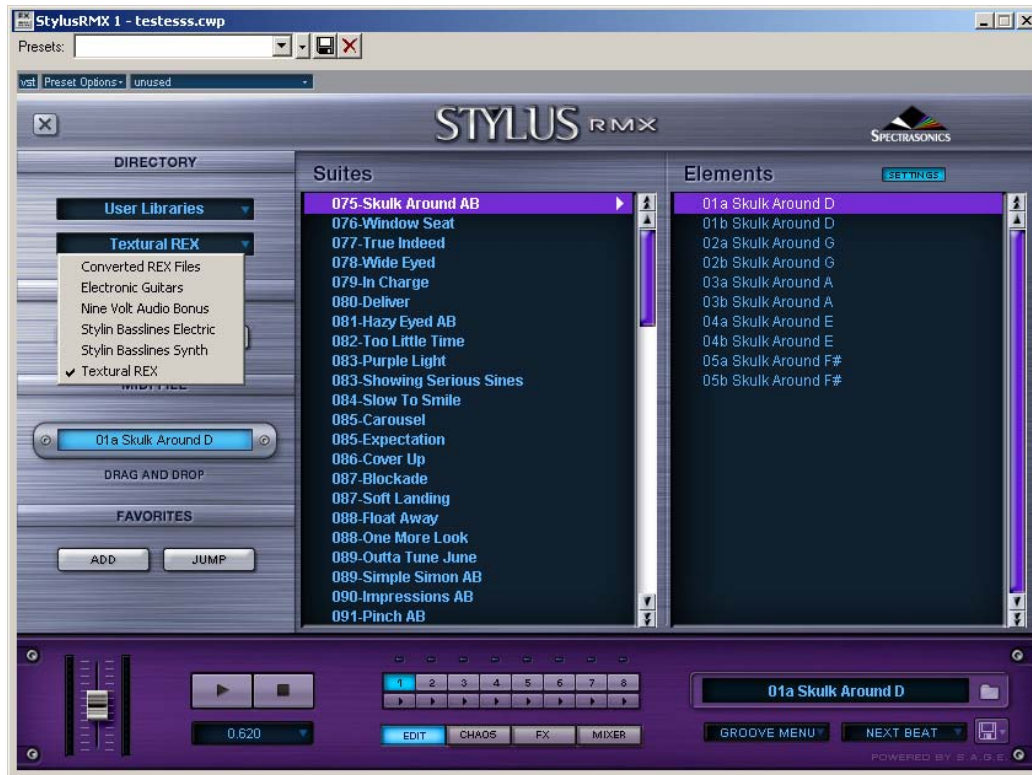 StylusRMX 1 - testesss.cwp
Presets:
vst Preset Options unused
STYLUS RMX
SPECTRASONICS
DIRECTORY
User Libraries
Textural REX
Converted REX Files
Electronic Guitars
Nine Volt Audio Bonus
Stylin Basslines Electric
Stylin Basslines Synth
Textural REX
MIDI FILE
01a Skulk Around D
DRAG AND DROP
FAVORITES
ADD JUMP
Suites
075-Skulk Around AB
076-Window Seat
077-True Indeed
078-Wide Eyed
079-In Charge
080-Deliver
081-Hazy Eyed AB
082-Too Little Time
083-Purple Light
083-Showing Serious Sines
084-Slow To Smile
085-Carousel
085-Expectation
086-Cover Up
087-Blockade
087-Soft Landing
088-Float Away
088-One More Look
089-Outta Tune June
089-Simple Simon AB
090-Impressions AB
091-Pinch AB
Elements SETTINGS
01a Skulk Around D
01b Skulk Around D
02a Skulk Around G
02b Skulk Around G
03a Skulk Around A
03b Skulk Around A
04a Skulk Around E
04b Skulk Around E
05a Skulk Around F#
05b Skulk Around F#
0.620
1 2 3 4 5 6 7 8
EDIT CHAOS FX MIXER
01a Skulk Around D
GROOVE MENU NEXT BEAT
POWERED BY S.A.G.E.